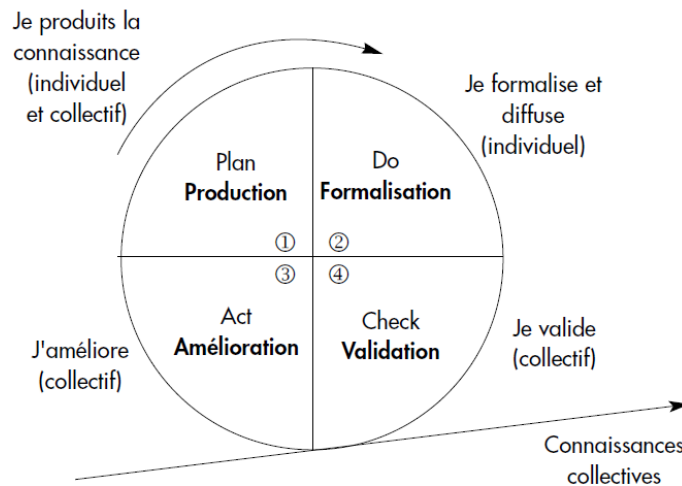 Je produits la
connaissance
(individuel
et collectif)
Je formalise et
diffuse
(individuel)
Plan
Production
Do
Formalisation
①
②
③
④
Act
Amélioration
Check
Validation
J'améliore
(collectif)
Je valide
(collectif)
Connaissances
collectives